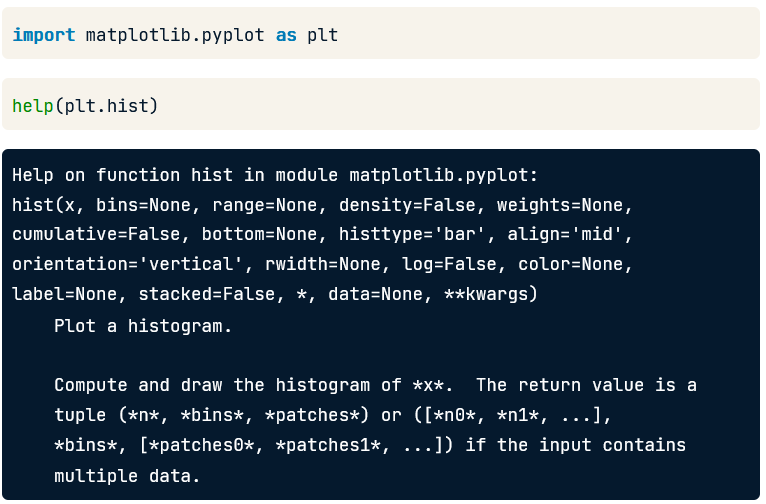 import matplotlib.pyplot as plt
help(plt.hist)
Help on function hist in module matplotlib.pyplot:
hist(x, bins=None, range=None, density=False, weights=None,
cumulative=False, bottom=None, histtype='bar', align='mid',
orientation='vertical', rwidth=None, log=False, color=None,
label=None, stacked=False, *, data=None, **kwargs)
    Plot a histogram.
    Compute and draw the histogram of *x*.  The return value is a
    tuple (*n*, *bins*, *patches*) or ([*n0*, *n1*, ...],
    *bins*, [*patches0*, *patches1*, ...]) if the input contains
    multiple data.